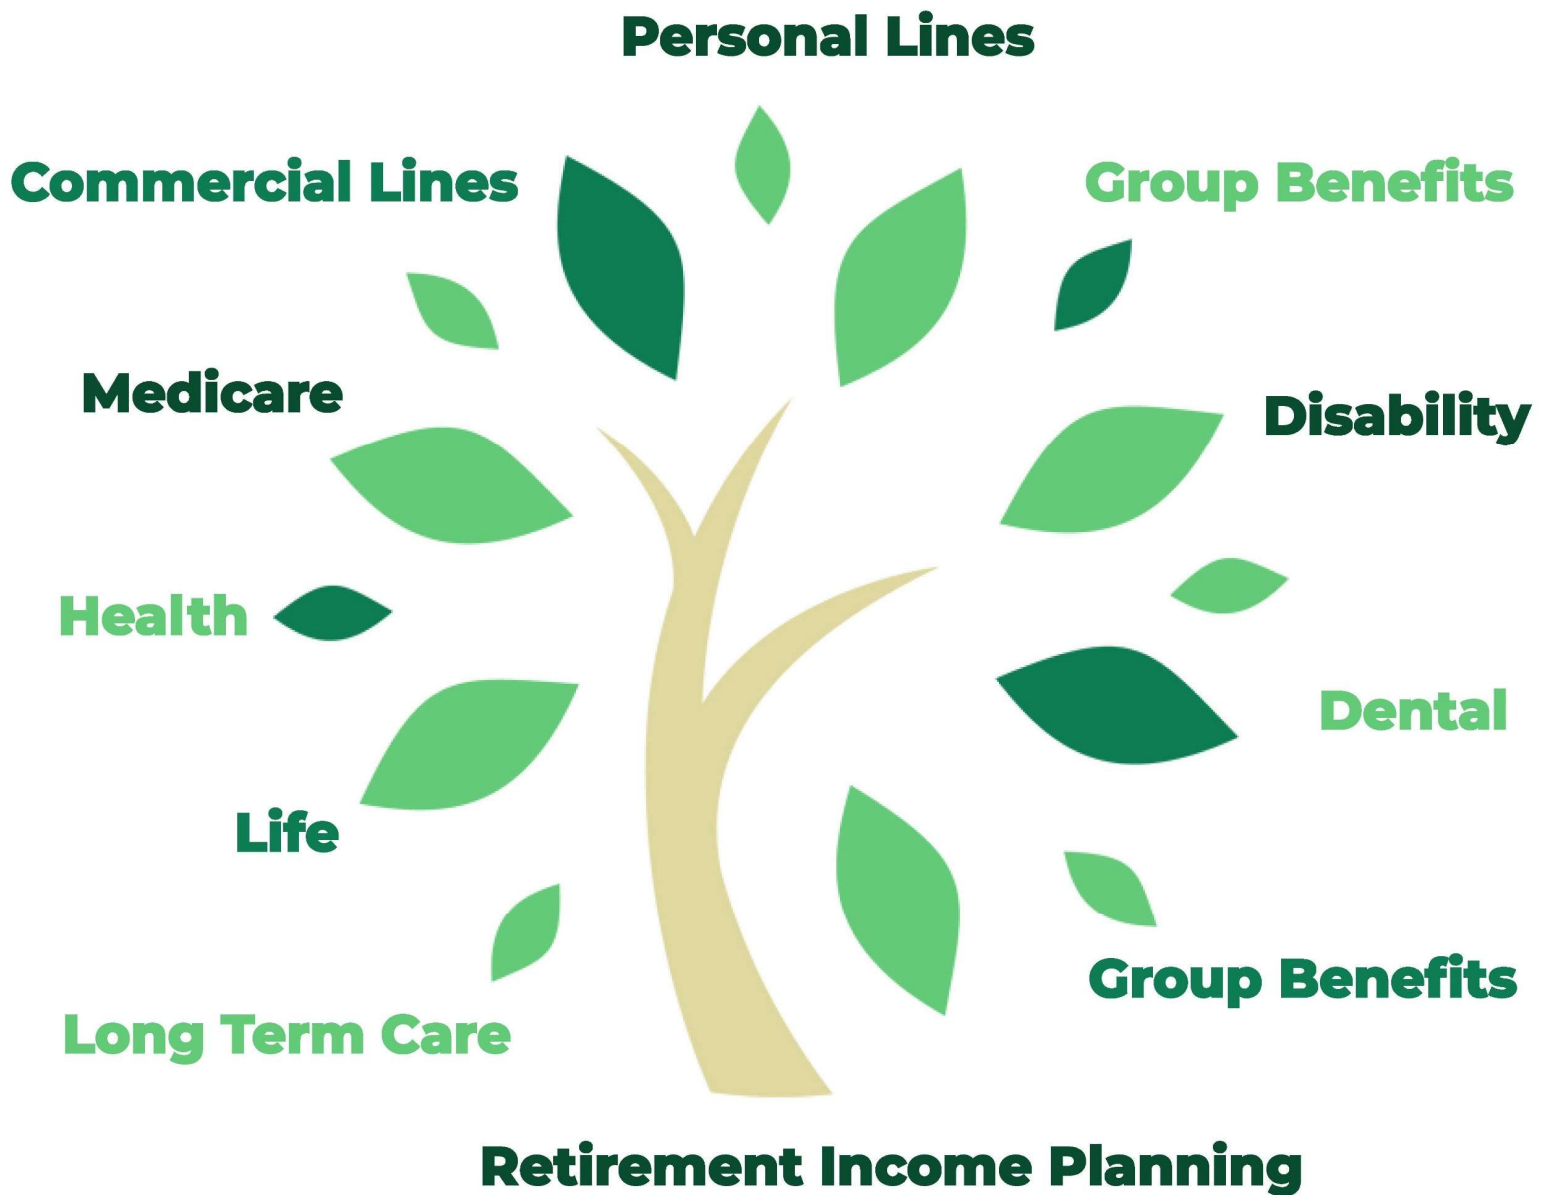 Personal Lines
Commercial Lines
Group Benefits
Medicare
Disability
Health
Dental
Life
Group Benefits
Long Term Care
Retirement Income Planning